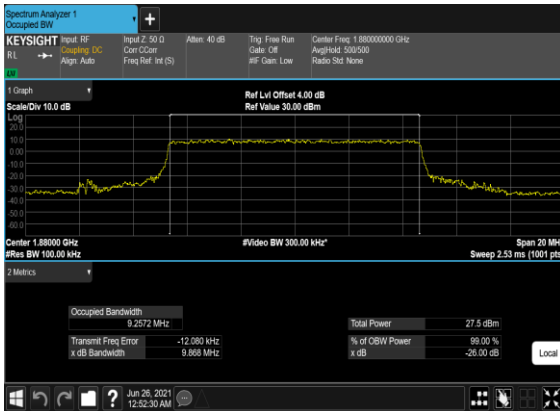 Spectrum Analyzer 1
Occupied BW
KEYSIGHT
RL
Input: RF
Coupling: DC
Align: Auto
Input Z: 50 Ω
Corr CCorr
Freq Ref: Int (S)
Atten: 40 dB
Trig: Free Run
Gate: Off
#IF Gain: Low
Center Freq: 1.880000000 GHz
Avg|Hold: 500/500
Radio Std: None
1 Graph
Scale/Div 10.0 dB
Ref Lvl Offset 4.00 dB
Ref Value 30.00 dBm
Log
20.0
10.0
0.00
-10.0
-20.0
-30.0
-40.0
-50.0
-60.0
Center 1.88000 GHz
#Res BW 100.00 kHz
#Video BW 300.00 kHz*
Span 20 MH
Sweep 2.53 ms (1001 pts
2 Metrics
Occupied Bandwidth
9.2572 MHz
Transmit Freq Error -12.080 kHz
x dB Bandwidth 9.868 MHz
Total Power 27.5 dBm
% of OBW Power 99.00 %
x dB -26.00 dB
Local
Jun 26, 2021
12:52:30 AM